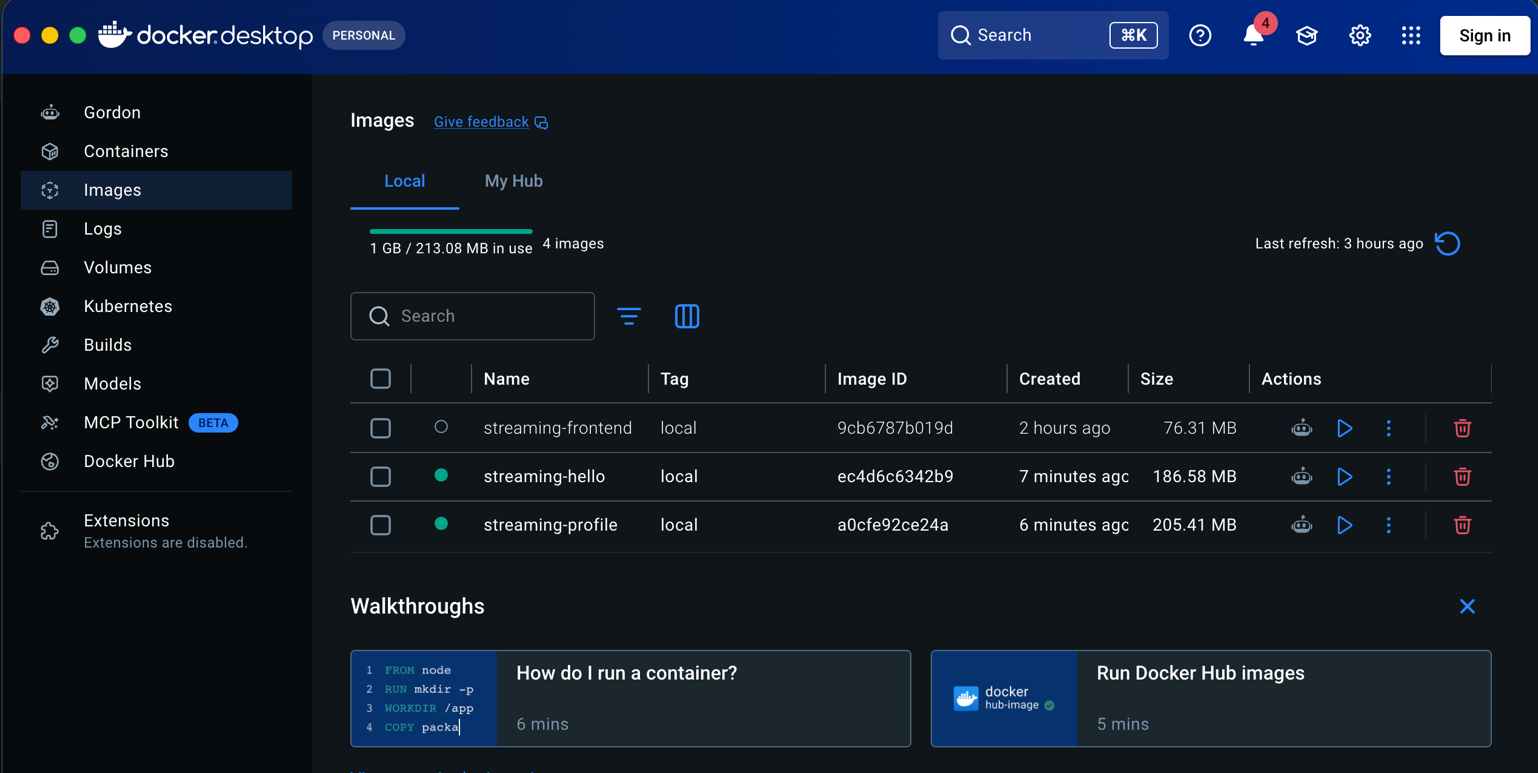 docker.desktop PERSONAL Search ⌘K 4 Sign in
Gordon
Containers
Images
Logs
Volumes
Kubernetes
Builds
Models
MCP Toolkit BETA
Docker Hub
Extensions
Extensions are disabled.
Images Give feedback
Local My Hub
1 GB / 213.08 MB in use 4 images Last refresh: 3 hours ago
Search
Name Tag Image ID Created Size Actions
streaming-frontend local 9cb6787b019d 2 hours ago 76.31 MB
streaming-hello local ec4d6c6342b9 7 minutes agc 186.58 MB
streaming-profile local a0cfe92ce24a 6 minutes agc 205.41 MB
Walkthroughs
1 FROM node
2 RUN mkdir -p
3 WORKDIR /app
4 COPY packa
How do I run a container?
6 mins
docker
hub-image
Run Docker Hub images
5 mins